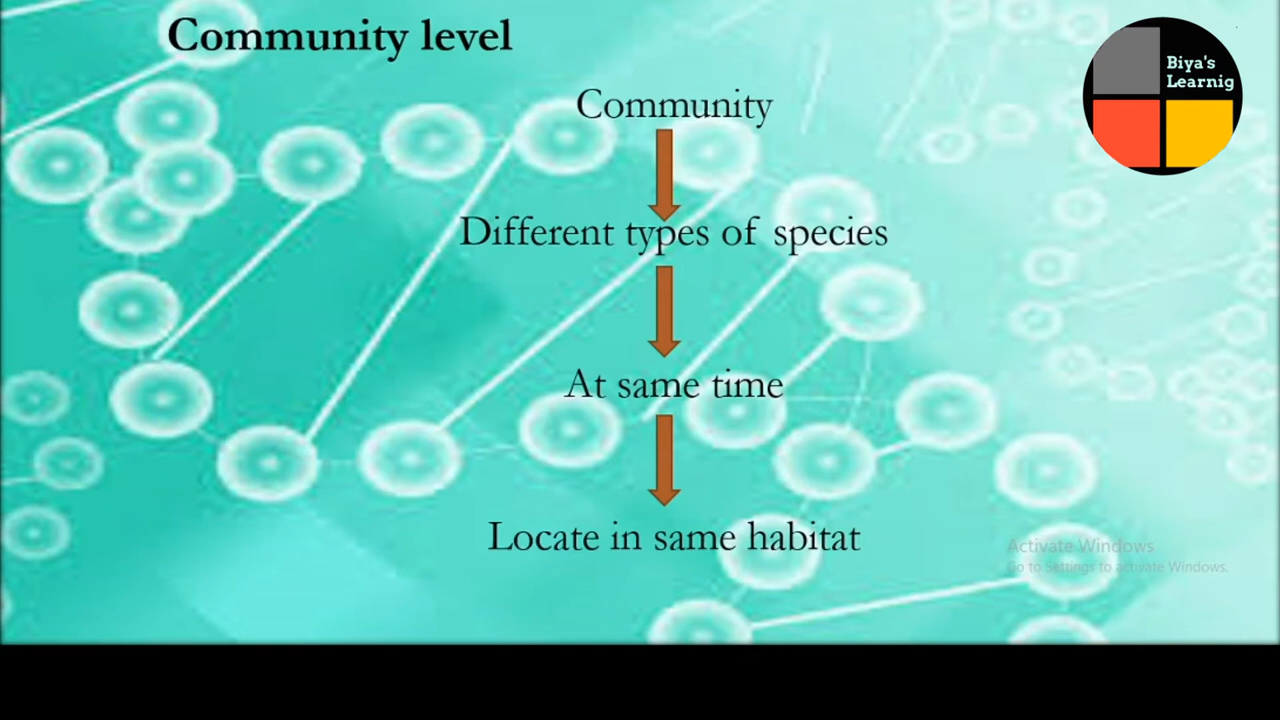 Community level
Biya's
Learnig
Community
Different types of species
At same time
Locate in same habitat
Activate Windows
Go to Settings to activate Windows.